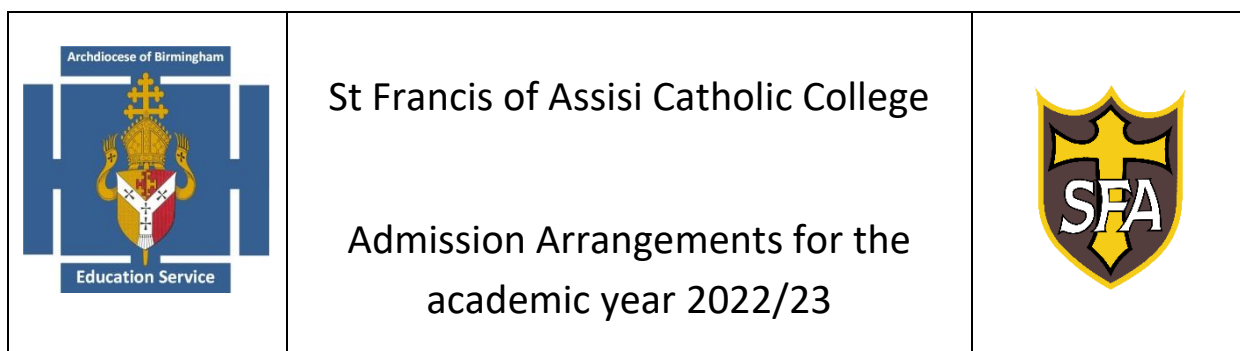 Archdiocese of Birmingham
Education Service
St Francis of Assisi Catholic College
Admission Arrangements for the
academic year 2022/23
SFA